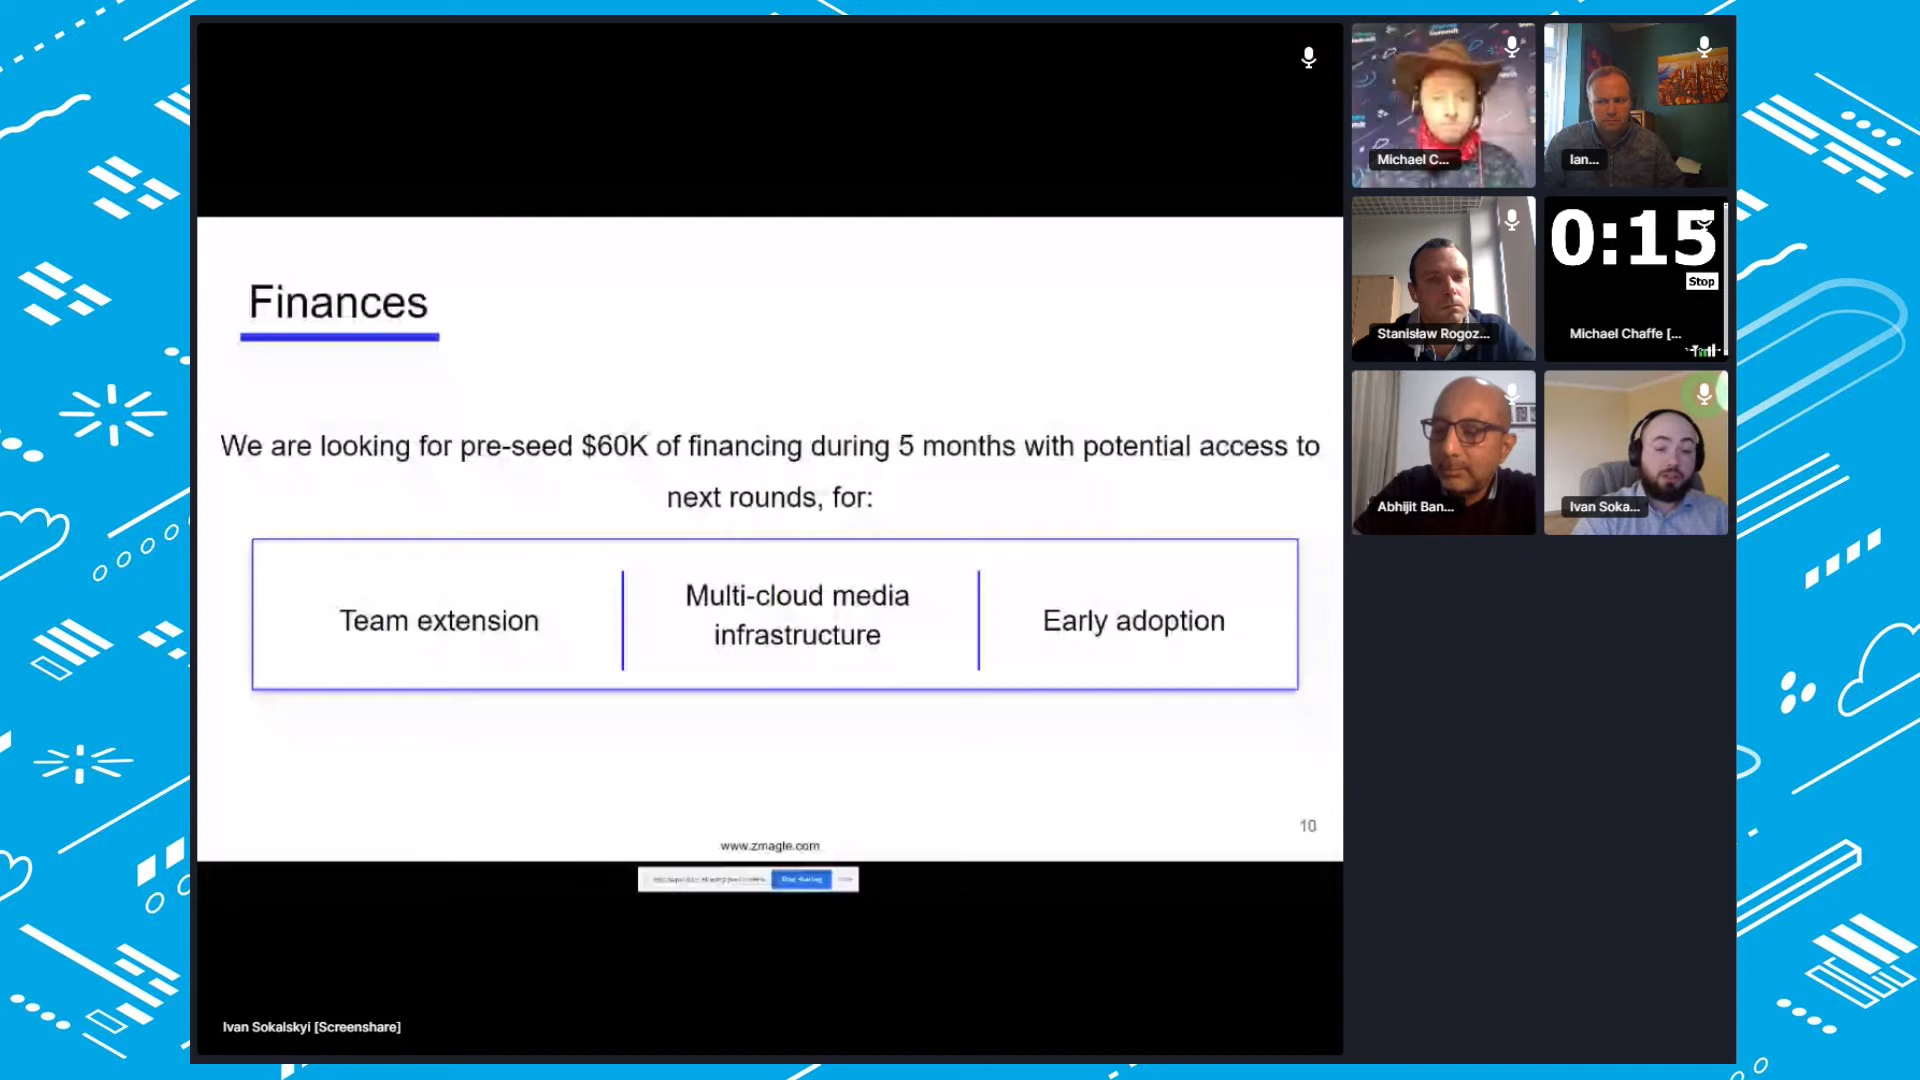 Finances
We are looking for pre-seed $60K of financing during 5 months with potential access to
next rounds, for:
Team extension
Multi-cloud media
infrastructure
Early adoption
10
www.zmagle.com
Stop sharing
Ivan Sokalskyi [Screenshare]
Michael C...
Ian...
Stanisław Rogoz...
0:15
Stop
Michael Chaffe [...
Abhijit Ban...
Ivan Soka...